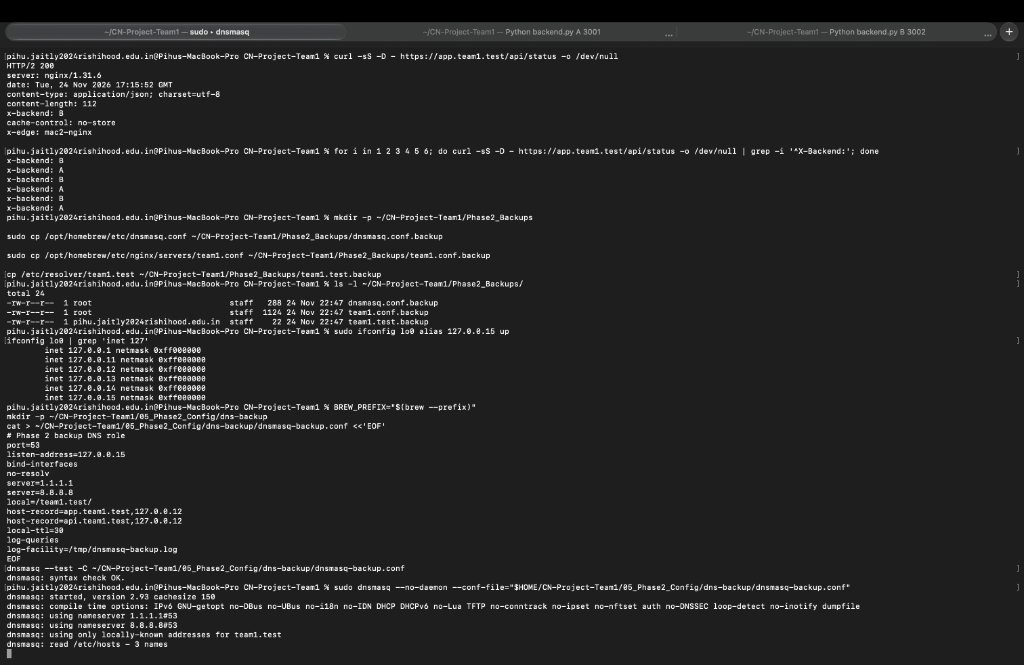 ~/CN-Project-Team1 — sudo ▸ dnsmasq
~/CN-Project-Team1 — Python backend.py A 3001
...
~/CN-Project-Team1 — Python backend.py B 3002
...
+
pihu.jaitly2024rishihood.edu.in@Pihus-MacBook-Pro CN-Project-Team1 % curl -sS -D - https://app.team1.test/api/status -o /dev/null
HTTP/2 200
server: nginx/1.31.6
date: Tue, 24 Nov 2026 17:15:52 GMT
content-type: application/json; charset=utf-8
content-length: 112
x-backend: B
cache-control: no-store
x-edge: mac2-nginx
pihu.jaitly2024rishihood.edu.in@Pihus-MacBook-Pro CN-Project-Team1 % for i in 1 2 3 4 5 6; do curl -sS -D - https://app.team1.test/api/status -o /dev/null | grep -i '^X-Backend:'; done
x-backend: B
x-backend: A
x-backend: B
x-backend: A
x-backend: B
x-backend: A
pihu.jaitly2024rishihood.edu.in@Pihus-MacBook-Pro CN-Project-Team1 % mkdir -p ~/CN-Project-Team1/Phase2_Backups
sudo cp /opt/homebrew/etc/dnsmasq.conf ~/CN-Project-Team1/Phase2_Backups/dnsmasq.conf.backup
sudo cp /opt/homebrew/etc/nginx/servers/team1.conf ~/CN-Project-Team1/Phase2_Backups/team1.conf.backup
cp /etc/resolver/team1.test ~/CN-Project-Team1/Phase2_Backups/team1.test.backup
pihu.jaitly2024rishihood.edu.in@Pihus-MacBook-Pro CN-Project-Team1 % ls -l ~/CN-Project-Team1/Phase2_Backups/
total 24
-rw-r--r-- 1 root staff 288 24 Nov 22:47 dnsmasq.conf.backup
-rw-r--r-- 1 root staff 1124 24 Nov 22:47 team1.conf.backup
-rw-r--r-- 1 pihu.jaitly2024rishihood.edu.in staff 22 24 Nov 22:47 team1.test.backup
pihu.jaitly2024rishihood.edu.in@Pihus-MacBook-Pro CN-Project-Team1 % sudo ifconfig lo0 alias 127.0.0.15 up
ifconfig lo0 | grep 'inet 127'
inet 127.0.0.1 netmask 0xff000000
inet 127.0.0.11 netmask 0xff000000
inet 127.0.0.12 netmask 0xff000000
inet 127.0.0.13 netmask 0xff000000
inet 127.0.0.14 netmask 0xff000000
inet 127.0.0.15 netmask 0xff000000
pihu.jaitly2024rishihood.edu.in@Pihus-MacBook-Pro CN-Project-Team1 % BREW_PREFIX="$(brew --prefix)"
mkdir -p ~/CN-Project-Team1/05_Phase2_Config/dns-backup
cat > ~/CN-Project-Team1/05_Phase2_Config/dns-backup/dnsmasq-backup.conf <<'EOF'
# Phase 2 backup DNS role
port=53
listen-address=127.0.0.15
bind-interfaces
no-resolv
server=1.1.1.1
server=8.8.8.8
local=/team1.test/
host-record=app.team1.test,127.0.0.12
host-record=api.team1.test,127.0.0.12
local-ttl=30
log-queries
log-facility=/tmp/dnsmasq-backup.log
EOF
dnsmasq --test -C ~/CN-Project-Team1/05_Phase2_Config/dns-backup/dnsmasq-backup.conf
dnsmasq: syntax check OK.
pihu.jaitly2024rishihood.edu.in@Pihus-MacBook-Pro CN-Project-Team1 % sudo dnsmasq --no-daemon --conf-file="$HOME/CN-Project-Team1/05_Phase2_Config/dns-backup/dnsmasq-backup.conf"
dnsmasq: started, version 2.93 cachesize 150
dnsmasq: compile time options: IPv6 GNU-getopt no-DBus no-UBus no-i18n no-IDN DHCP DHCPv6 no-Lua TFTP no-conntrack no-ipset no-nftset auth no-DNSSEC loop-detect no-inotify dumpfile
dnsmasq: using nameserver 1.1.1.1#53
dnsmasq: using nameserver 8.8.8.8#53
dnsmasq: using only locally-known addresses for team1.test
dnsmasq: read /etc/hosts - 3 names